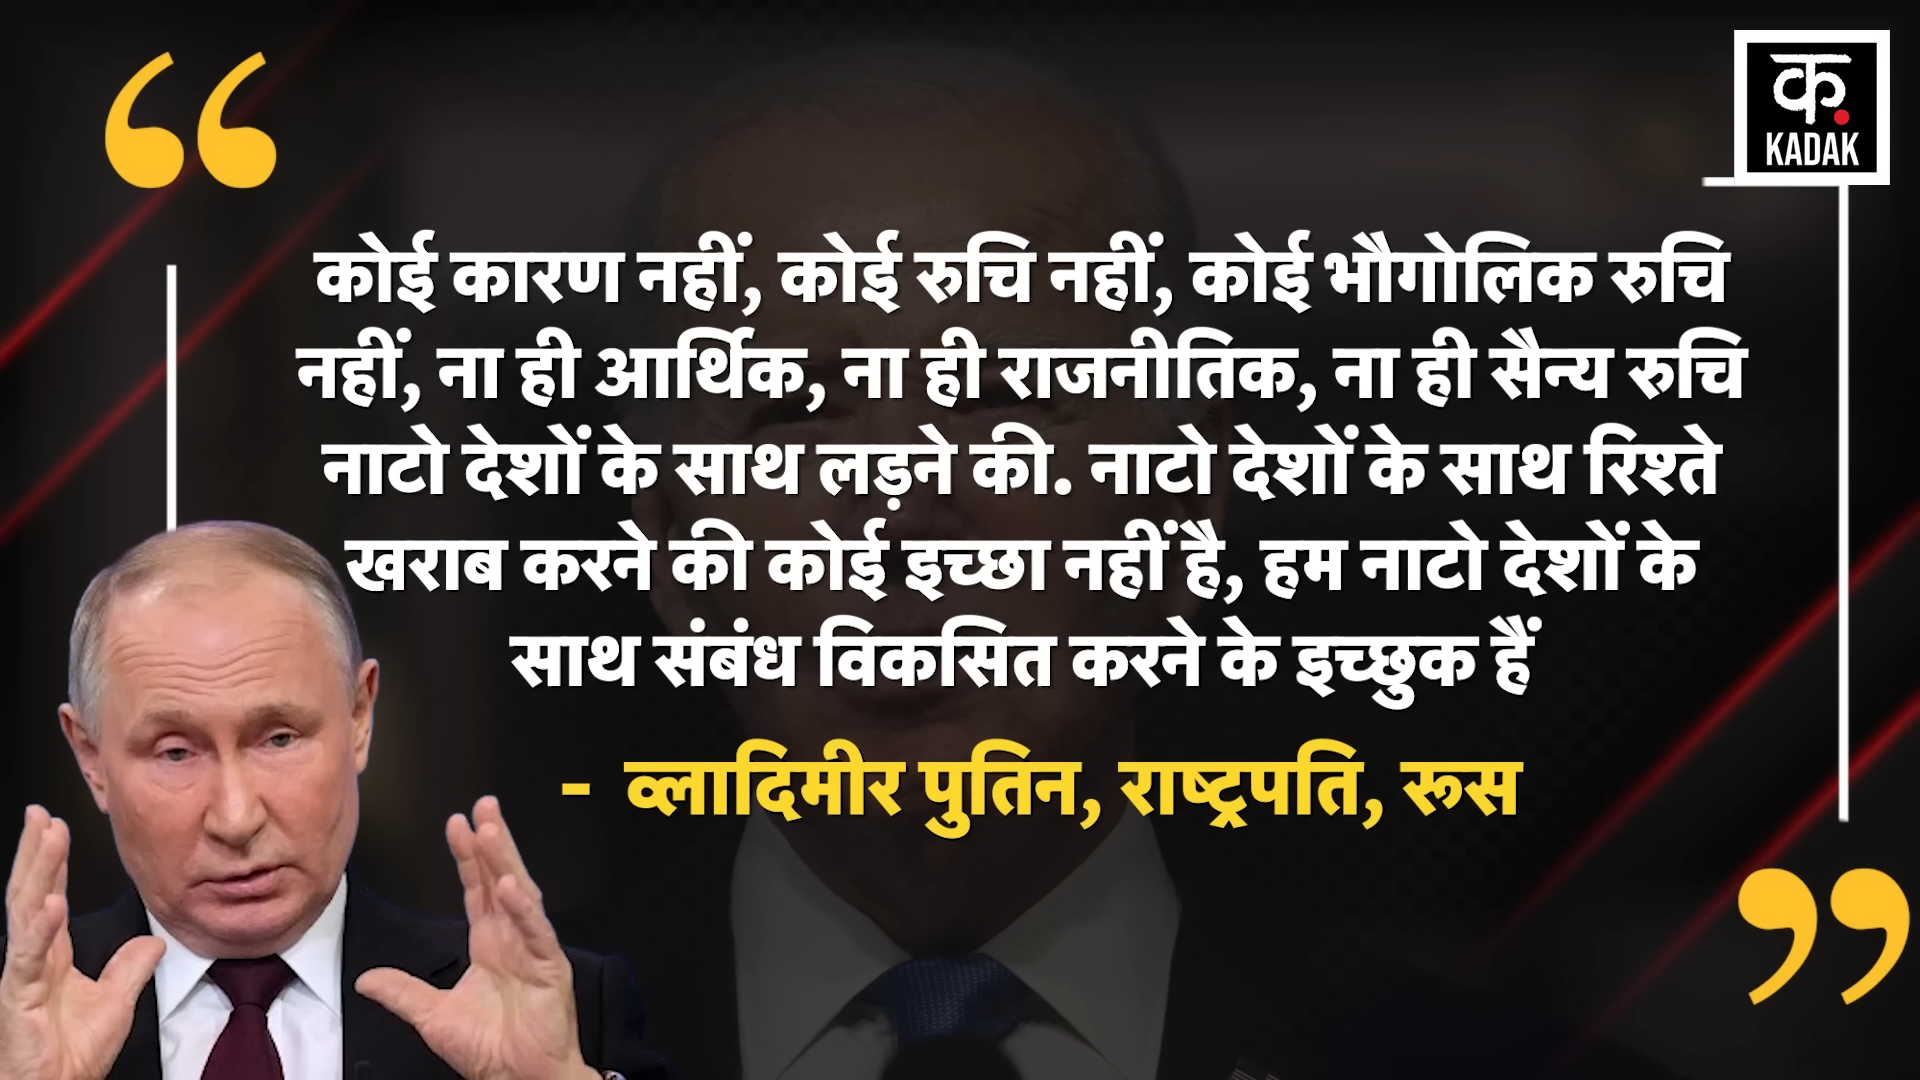 क
KADAK
कोई कारण नहीं, कोई रुचि नहीं, कोई भौगोलिक रुचि
नहीं, ना ही आर्थिक, ना ही राजनीतिक, ना ही सैन्य रुचि
नाटो देशों के साथ लड़ने की. नाटो देशों के साथ रिश्ते
खराब करने की कोई इच्छा नहीं है, हम नाटो देशों के
साथ संबंध विकसित करने के इच्छुक हैं
- व्लादिमीर पुतिन, राष्ट्रपति, रूस